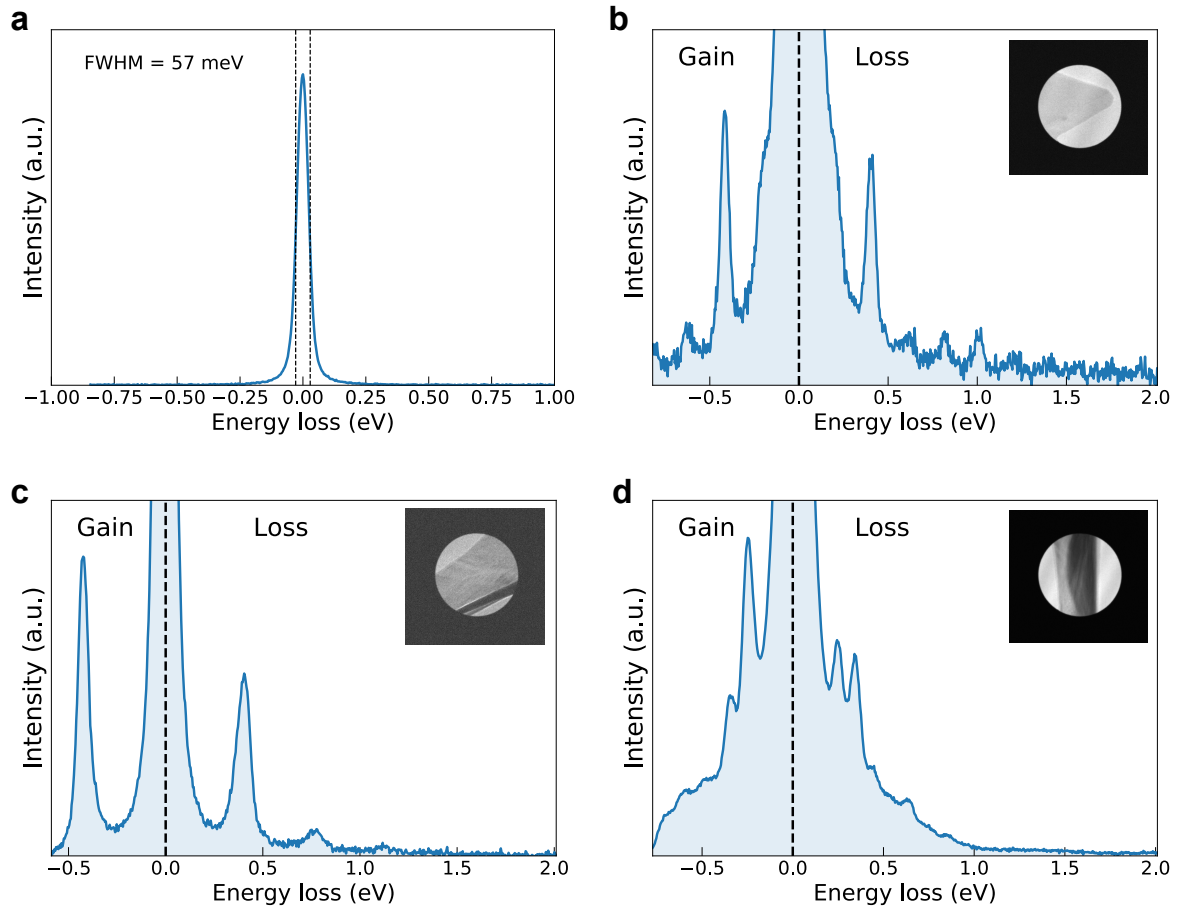 a
FWHM = 57 meV
Intensity (a.u.)
−1.00 −0.75 −0.50 −0.25 0.00 0.25 0.50 0.75 1.00
Energy loss (eV)
b
Gain Loss
Intensity (a.u.)
−0.5 0.0 0.5 1.0 1.5 2.0
Energy loss (eV)
c
Gain Loss
Intensity (a.u.)
−0.5 0.0 0.5 1.0 1.5 2.0
Energy loss (eV)
d
Gain Loss
Intensity (a.u.)
−0.5 0.0 0.5 1.0 1.5 2.0
Energy loss (eV)